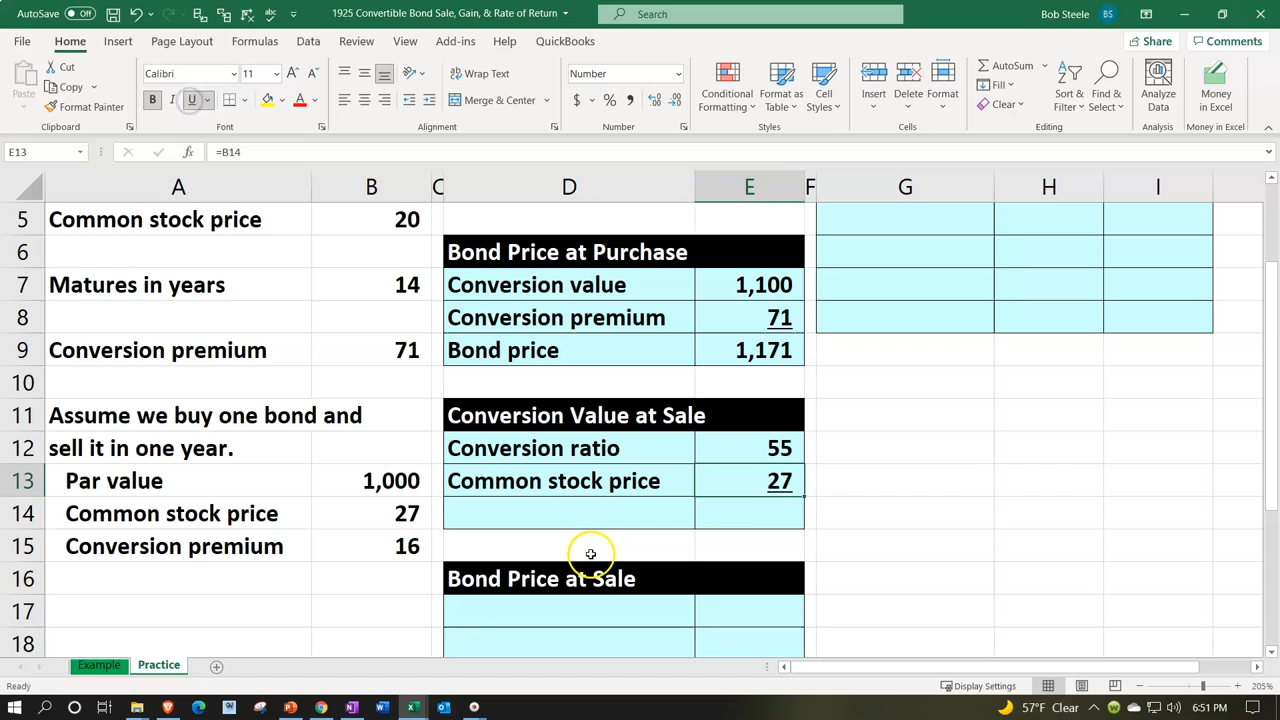 AutoSave Off 1925 Convertible Bond Sale, Gain, & Rate of Return Search Bob Steele BS
File Home Insert Page Layout Formulas Data Review View Add-ins Help QuickBooks Share Comments
Paste Cut Copy Format Painter Clipboard
Calibri 11 B I U A Font
Wrap Text Merge & Center Alignment
Number $ % Number
Conditional Formatting Format as Table Cell Styles Styles
Insert Delete Format Cells
AutoSum Fill Clear Sort & Filter Find & Select Editing
Analyze Data Analysis
Money in Excel Money in Excel
E13 fx =B14
A B C D E F G H I
5 Common stock price 20
6 Bond Price at Purchase
7 Matures in years 14 Conversion value 1,100
8 Conversion premium 71
9 Conversion premium 71 Bond price 1,171
10
11 Assume we buy one bond and Conversion Value at Sale
12 sell it in one year. Conversion ratio 55
13 Par value 1,000 Common stock price 27
14 Common stock price 27
15 Conversion premium 16
16 Bond Price at Sale
17
18
Example Practice
Ready Display Settings 205%
57°F Clear 6:51 PM